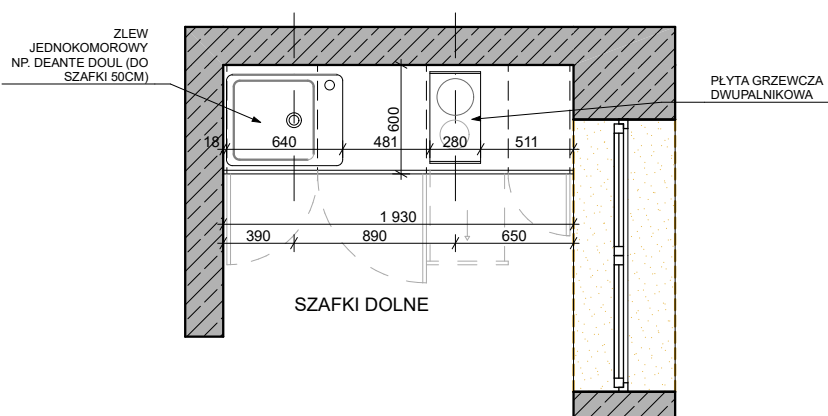 ZLEW
JEDNOKOMOROWY
NP. DEANTE DOUL (DO
SZAFKI 50CM)
PŁYTA GRZEWCZA
DWUPALNIKOWA
600
18 640 481 280 511
1 930
390 890 650
SZAFKI DOLNE